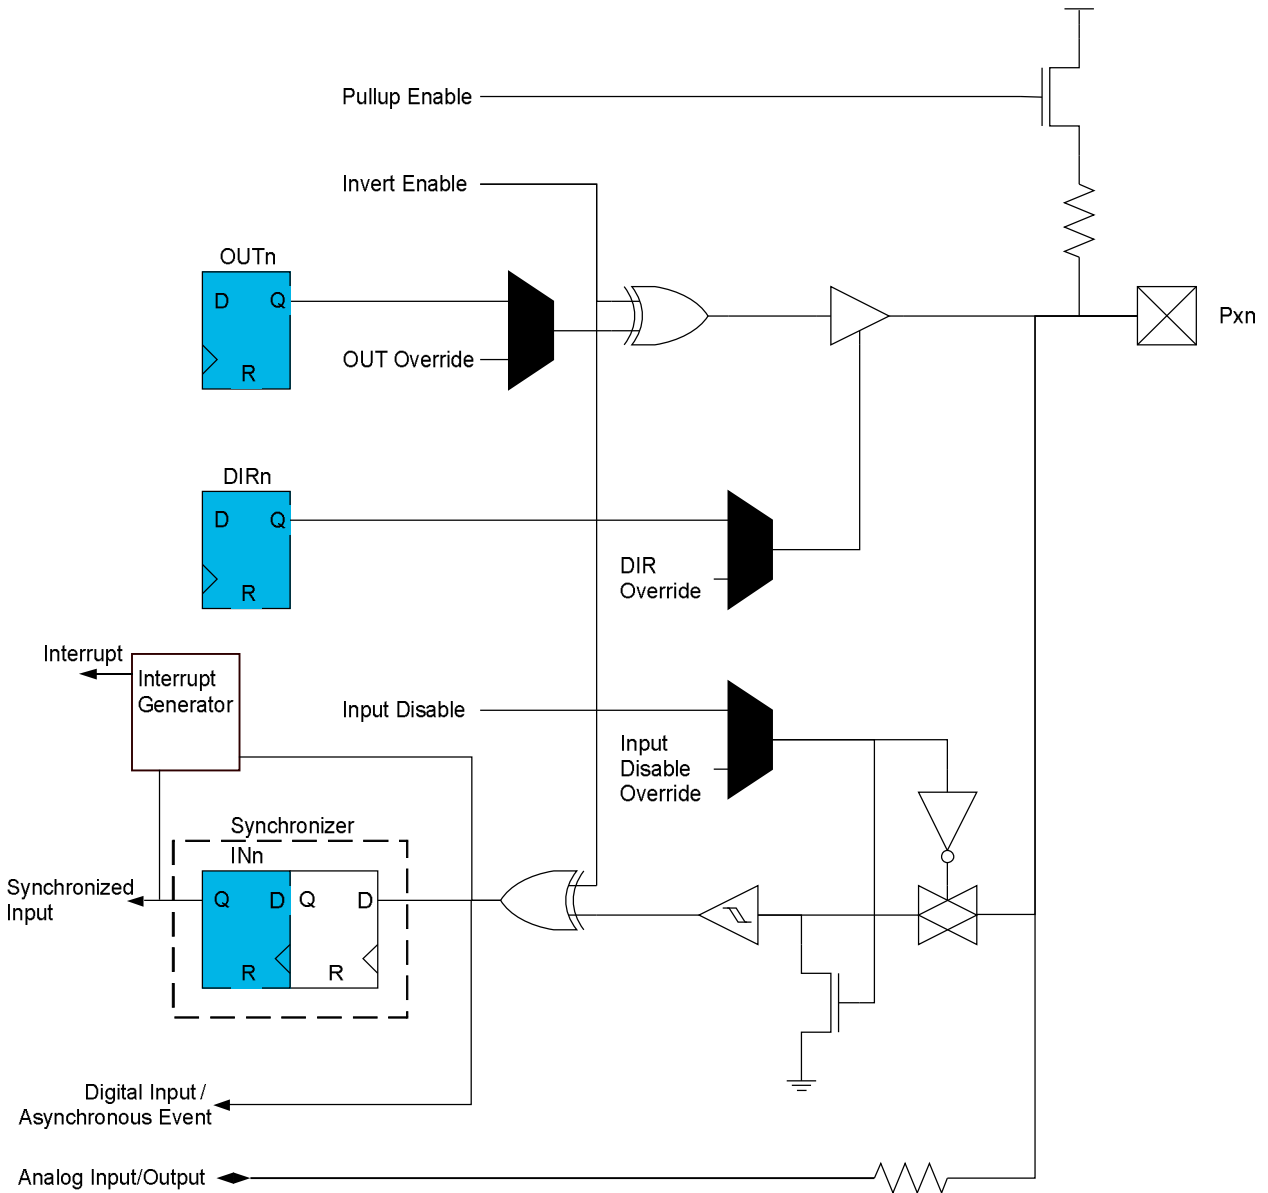 Pullup Enable
Invert Enable
OUTn
D Q
R
OUT Override
Pxn
DIRn
D Q
R
DIR
Override
Interrupt
Interrupt
Generator
Input Disable
Input
Disable
Override
Synchronizer
INn
Q D Q D
R R
Synchronized
Input
Digital Input /
Asynchronous Event
Analog Input/Output